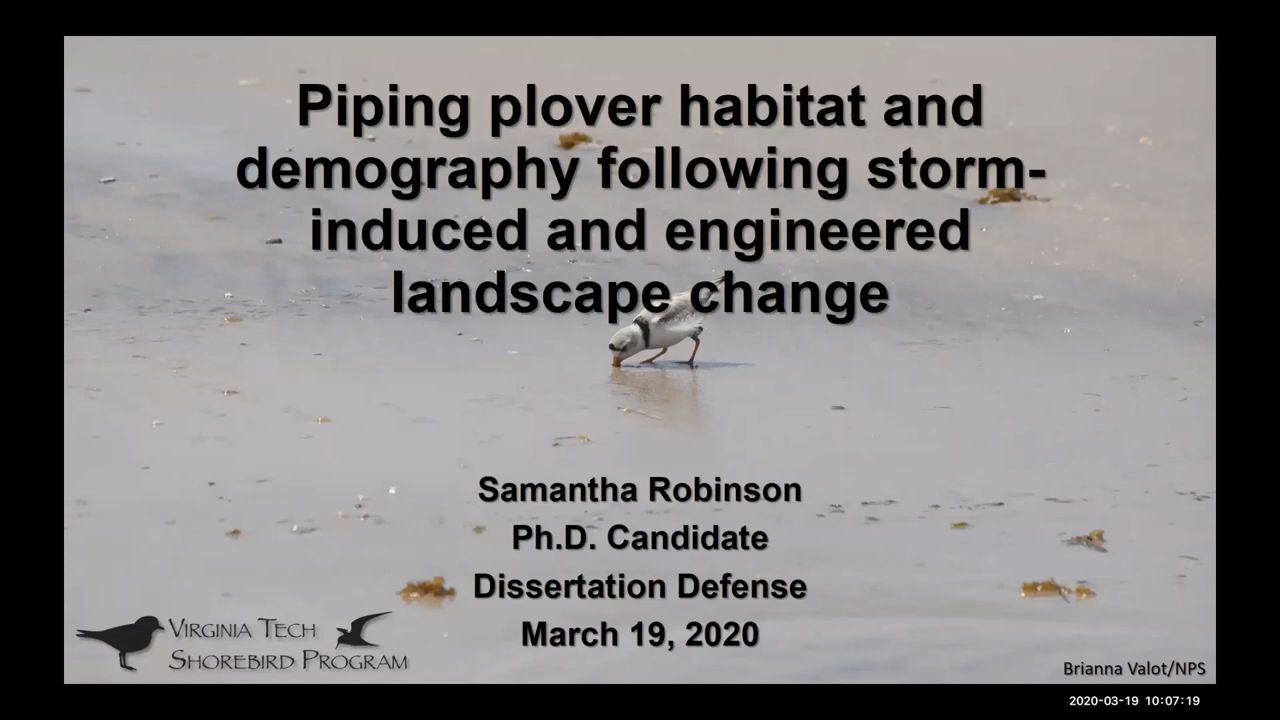 Piping plover habitat and
demography following storm-
induced and engineered
landscape change
Samantha Robinson
Ph.D. Candidate
Dissertation Defense
March 19, 2020
Virginia Tech
Shorebird Program
Brianna Valot/NPS
2020-03-19 10:07:19